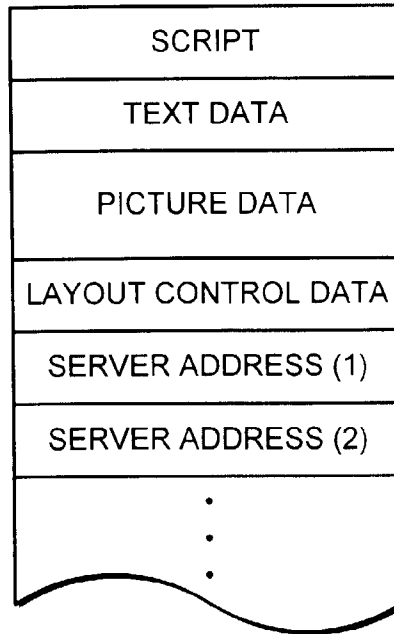 SCRIPT
TEXT DATA
PICTURE DATA
LAYOUT CONTROL DATA
SERVER ADDRESS (1)
SERVER ADDRESS (2)